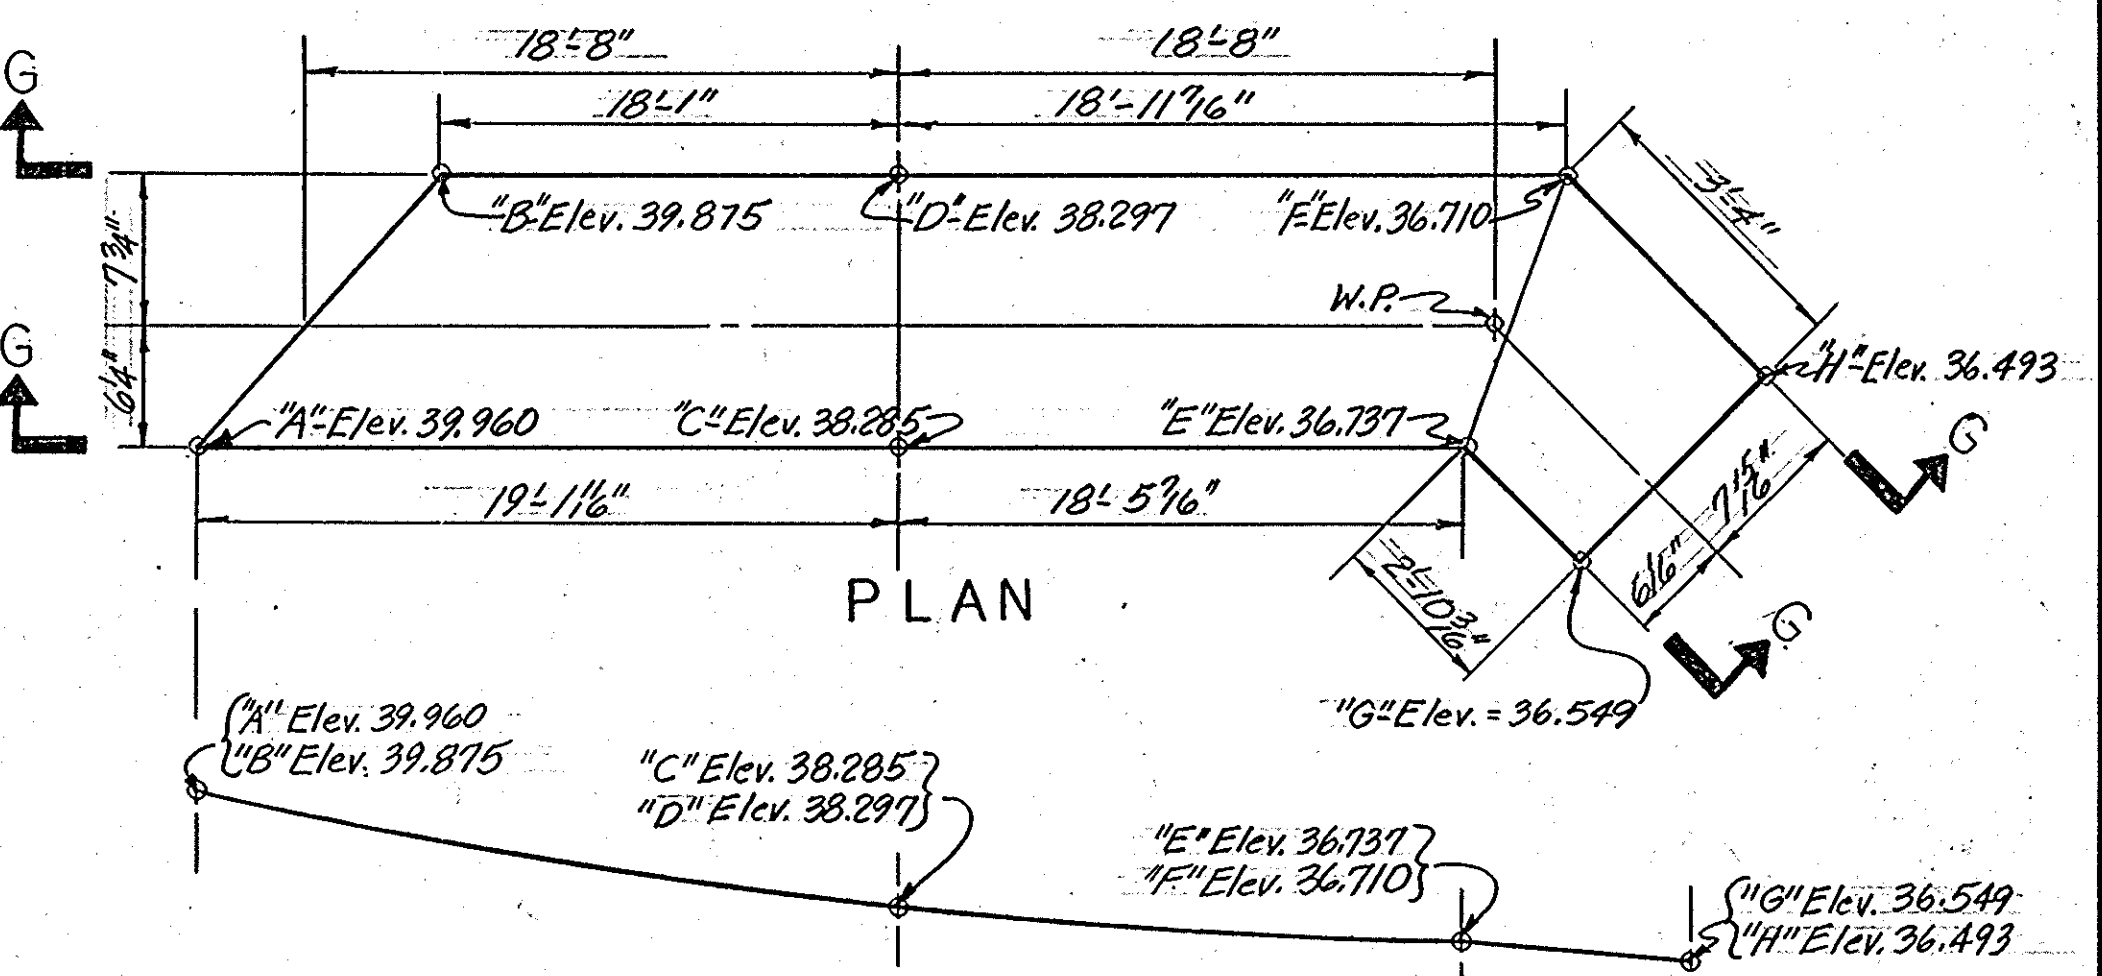 18'-8" 18'-8"
G
18'-1" 18'-11 7/16"
3'-4"
"B" Elev. 39.875 "D"-Elev. 38.297 "F" Elev. 36.710
7 3/4"
W.P.
G
6 1/4"
"H"-Elev. 36.493
"A"-Elev. 39.960 "C"-Elev. 38.285 "E" Elev. 36.737
G
19'-1 11/16" 18'-5 7/16"
7 15/16"
6 1/16"
2'-10 3/16"
PLAN
G
"G"-Elev. = 36.549
"A" Elev. 39.960
"B" Elev. 39.875
"C" Elev. 38.285
"D" Elev. 38.297
"E" Elev. 36.737
"F" Elev. 36.710
"G" Elev. 36.549
"H" Elev. 36.493